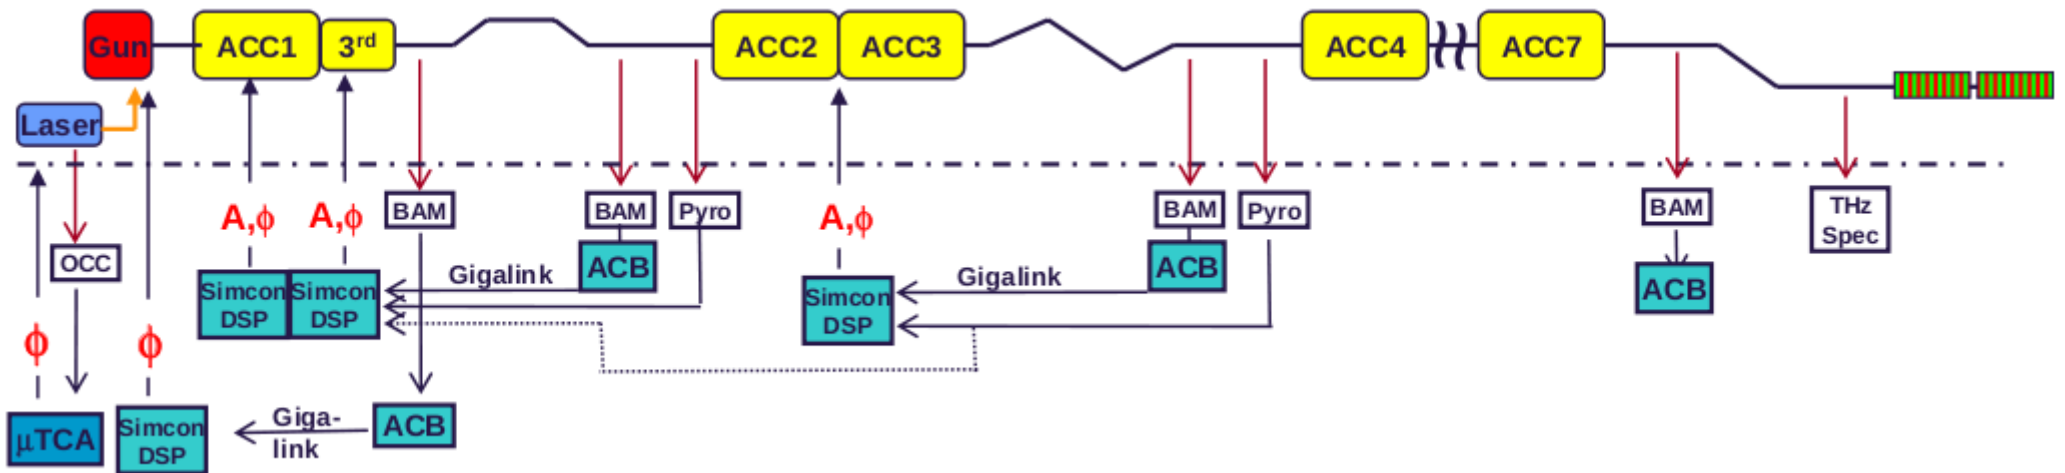 Gun
ACC1
3rd
ACC2
ACC3
ACC4
ACC7
Laser
BAM
BAM
Pyro
BAM
Pyro
BAM
THz
Spec
A,ϕ
A,ϕ
A,ϕ
OCC
ACB
ACB
ACB
Gigalink
Gigalink
Simcon
DSP
Simcon
DSP
Simcon
DSP
ϕ
ϕ
μTCA
Simcon
DSP
Giga-
link
ACB